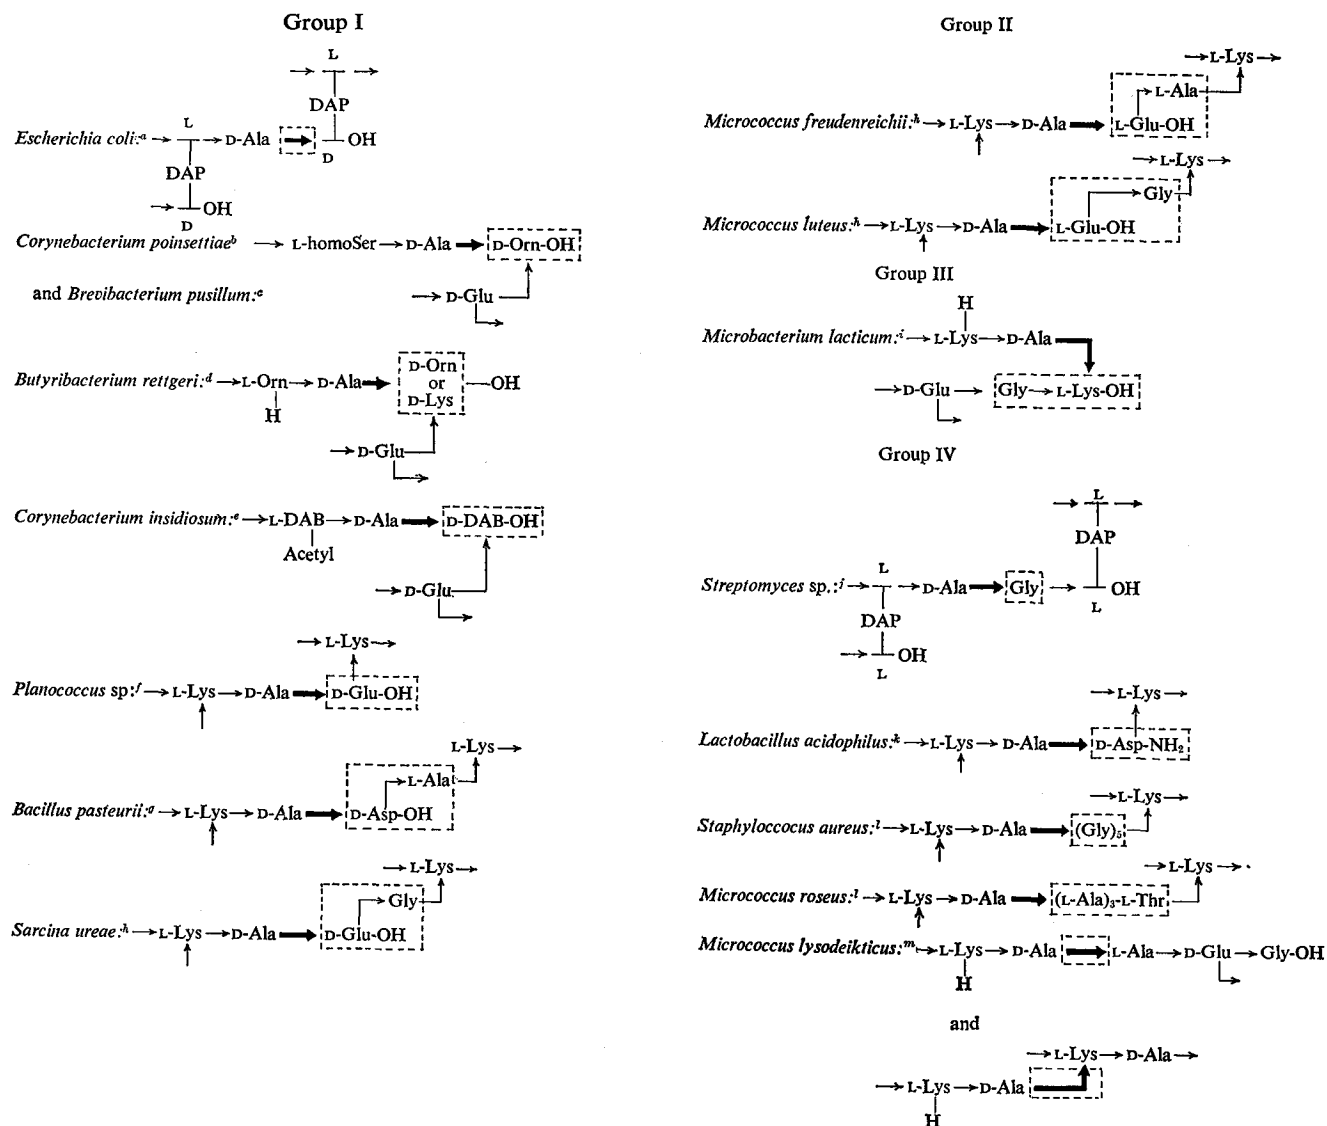 Group I
L
DAP
L
Escherichia coli:a → → D-Ala → OH
D
DAP
→ OH
D
Corynebacterium poinsettiae b → L-homoSer → D-Ala → D-Orn-OH
and Brevibacterium pusillum:c → D-Glu
D-Orn
Butyribacterium rettgeri:d → L-Orn → D-Ala → or —OH
D-Lys
H
→ D-Glu
Corynebacterium insidiosum:e → L-DAB → D-Ala → D-DAB-OH
Acetyl
→ D-Glu
→ L-Lys →
Planococcus sp:f → L-Lys → D-Ala → D-Glu-OH
L-Lys →
L-Ala
Bacillus pasteurii:g → L-Lys → D-Ala → D-Asp-OH
→ L-Lys →
Gly
Sarcina ureae:h → L-Lys → D-Ala → D-Glu-OH
Group II
→ L-Lys →
L-Ala
Micrococcus freudenreichii:h → L-Lys → D-Ala → L-Glu-OH
→ L-Lys →
Gly
Micrococcus luteus:h → L-Lys → D-Ala → L-Glu-OH
Group III
H
Microbacterium lacticum:i → L-Lys → D-Ala
→ D-Glu → Gly → L-Lys-OH
Group IV
→ L →
DAP
L
Streptomyces sp.:j → → D-Ala → Gly → OH
L
DAP
→ OH
L
→ L-Lys →
Lactobacillus acidophilus:k → L-Lys → D-Ala → D-Asp-NH2
→ L-Lys →
Staphyloccocus aureus:l → L-Lys → D-Ala → (Gly)5
→ L-Lys →
Micrococcus roseus:l → L-Lys → D-Ala → (L-Ala)3-L-Thr
Micrococcus lysodeikticus:m → L-Lys → D-Ala → L-Ala → D-Glu → Gly-OH
H
and
→ L-Lys → D-Ala →
→ L-Lys → D-Ala
H